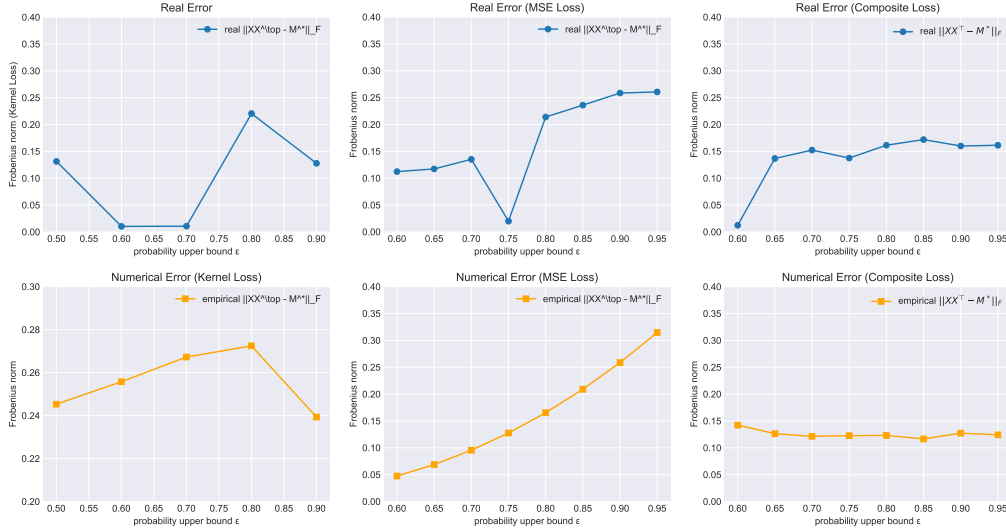 Real Error
Frobenius norm (Kernel Loss)
0.40
0.35
0.30
0.25
0.20
0.15
0.10
0.05
0.00
real ||XX^\top - M^*||_F
0.50 0.55 0.60 0.65 0.70 0.75 0.80 0.85 0.90
probability upper bound ε
Real Error (MSE Loss)
Frobenius norm
0.40
0.35
0.30
0.25
0.20
0.15
0.10
0.05
0.00
real ||XX^\top - M^*||_F
0.60 0.65 0.70 0.75 0.80 0.85 0.90 0.95
probability upper bound ε
Real Error (Composite Loss)
Frobenius norm
0.40
0.35
0.30
0.25
0.20
0.15
0.10
0.05
0.00
real ||XX⊤ − M*||F
0.60 0.65 0.70 0.75 0.80 0.85 0.90 0.95
probability upper bound ε
Numerical Error (Kernel Loss)
Frobenius norm
0.30
0.28
0.26
0.24
0.22
0.20
empirical ||XX^\top - M^*||_F
0.50 0.55 0.60 0.65 0.70 0.75 0.80 0.85 0.90
probability upper bound ε
Numerical Error (MSE Loss)
Frobenius norm
0.40
0.35
0.30
0.25
0.20
0.15
0.10
0.05
0.00
empirical ||XX^\top - M^*||_F
0.60 0.65 0.70 0.75 0.80 0.85 0.90 0.95
probability upper bound ε
Numerical Error (Composite Loss)
Frobenius norm
0.40
0.35
0.30
0.25
0.20
0.15
0.10
0.05
0.00
empirical ||XX⊤ − M*||F
0.60 0.65 0.70 0.75 0.80 0.85 0.90 0.95
probability upper bound ε